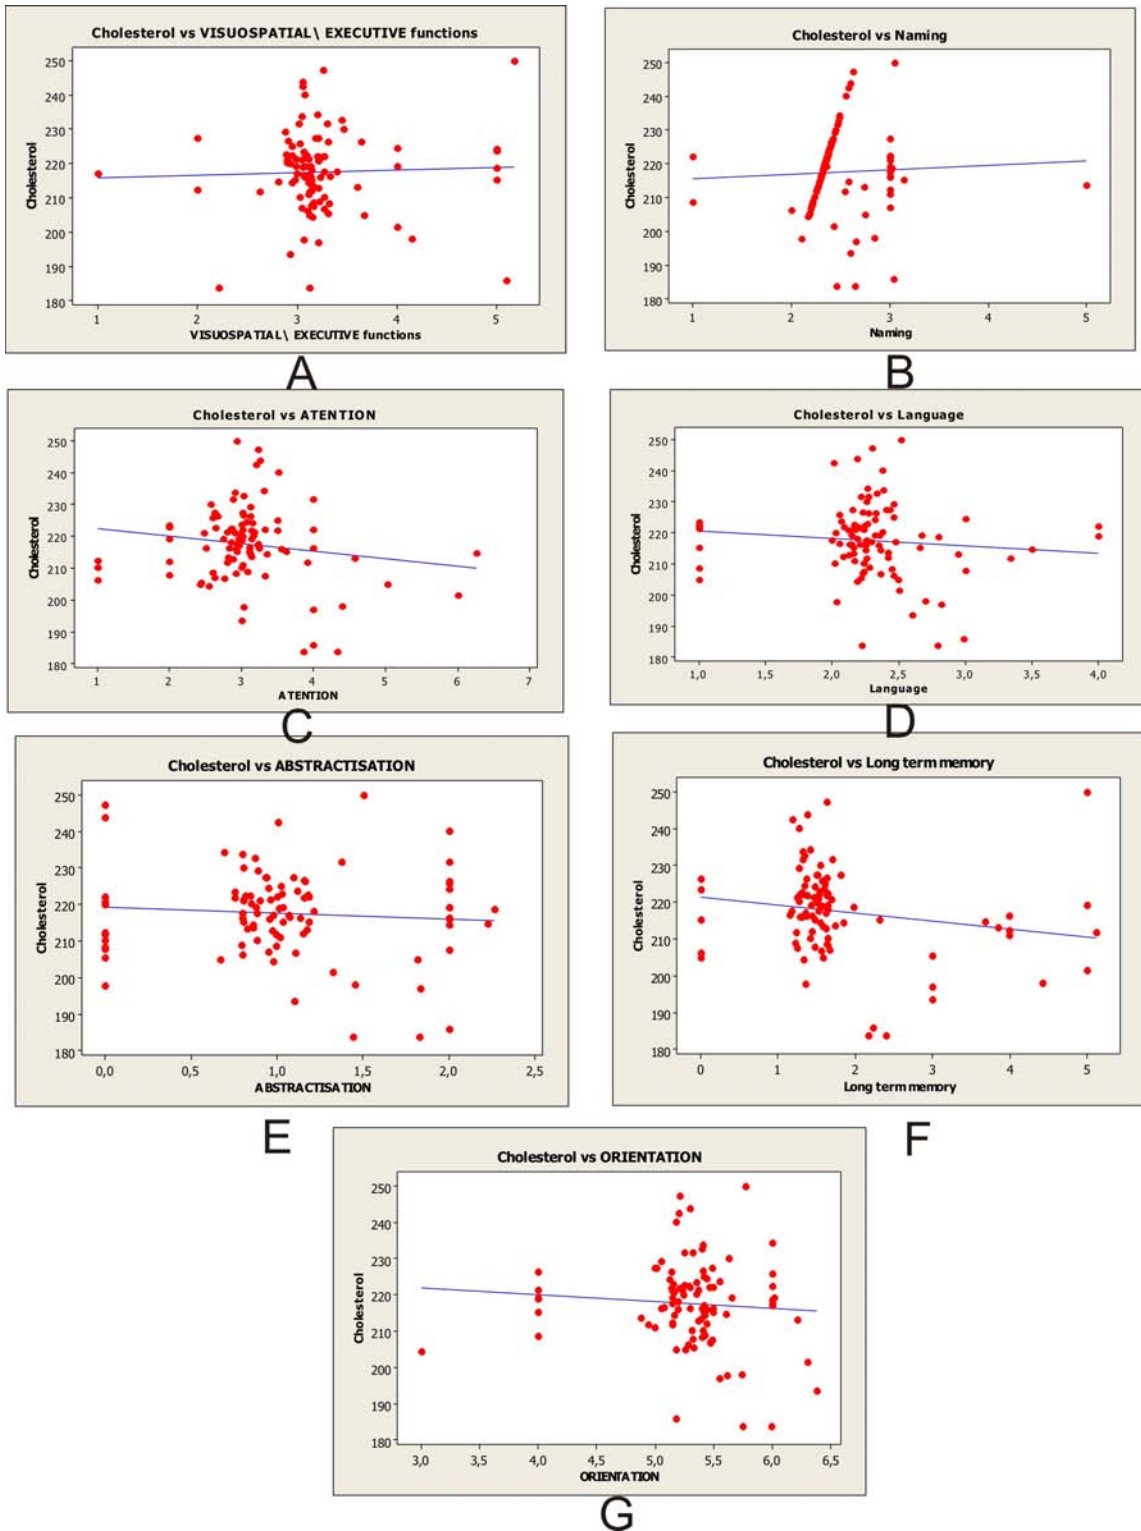 Cholesterol vs VISUOSPATIAL\ EXECUTIVE functions
250
240
230
220
210
200
190
180
Cholesterol
1 2 3 4 5
VISUOSPATIAL\ EXECUTIVE functions
A
Cholesterol vs Naming
250
240
230
220
210
200
190
180
Cholesterol
1 2 3 4 5
Naming
B
Cholesterol vs ATENTION
250
240
230
220
210
200
190
180
Cholesterol
1 2 3 4 5 6 7
ATENTION
C
Cholesterol vs Language
250
240
230
220
210
200
190
180
Cholesterol
1,0 1,5 2,0 2,5 3,0 3,5 4,0
Language
D
Cholesterol vs ABSTRACTISATION
250
240
230
220
210
200
190
180
Cholesterol
0,0 0,5 1,0 1,5 2,0 2,5
ABSTRACTISATION
E
Cholesterol vs Long term memory
250
240
230
220
210
200
190
180
Cholesterol
0 1 2 3 4 5
Long term memory
F
Cholesterol vs ORIENTATION
250
240
230
220
210
200
190
180
Cholesterol
3,0 3,5 4,0 4,5 5,0 5,5 6,0 6,5
ORIENTATION
G